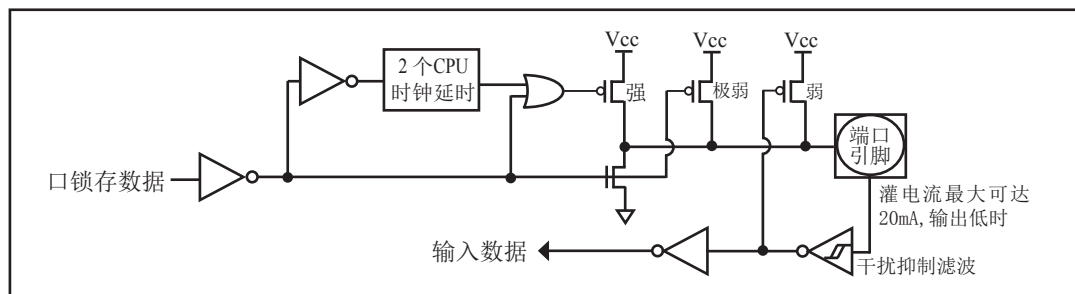 Vcc
Vcc
Vcc
2 个CPU
时钟延时
强
极弱
弱
端口
引脚
口锁存数据
灌电流最大可达
20mA,输出低时
输入数据
干扰抑制滤波